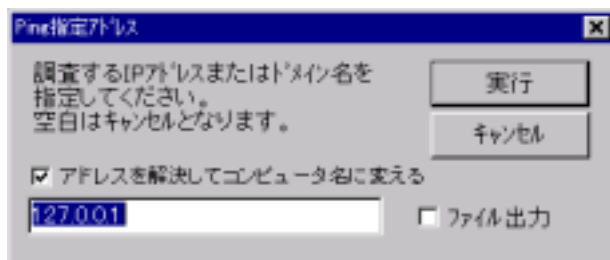 Ping指定ｱﾄﾞﾚｽ
調査するIPｱﾄﾞﾚｽまたはﾄﾞﾒｲﾝ名を
指定してください。
空白はｷｬﾝｾﾙとなります。
実行
ｷｬﾝｾﾙ
アドレスを解決してコンピュータ名に変える
127.0.0.1
ﾌｧｲﾙ出力